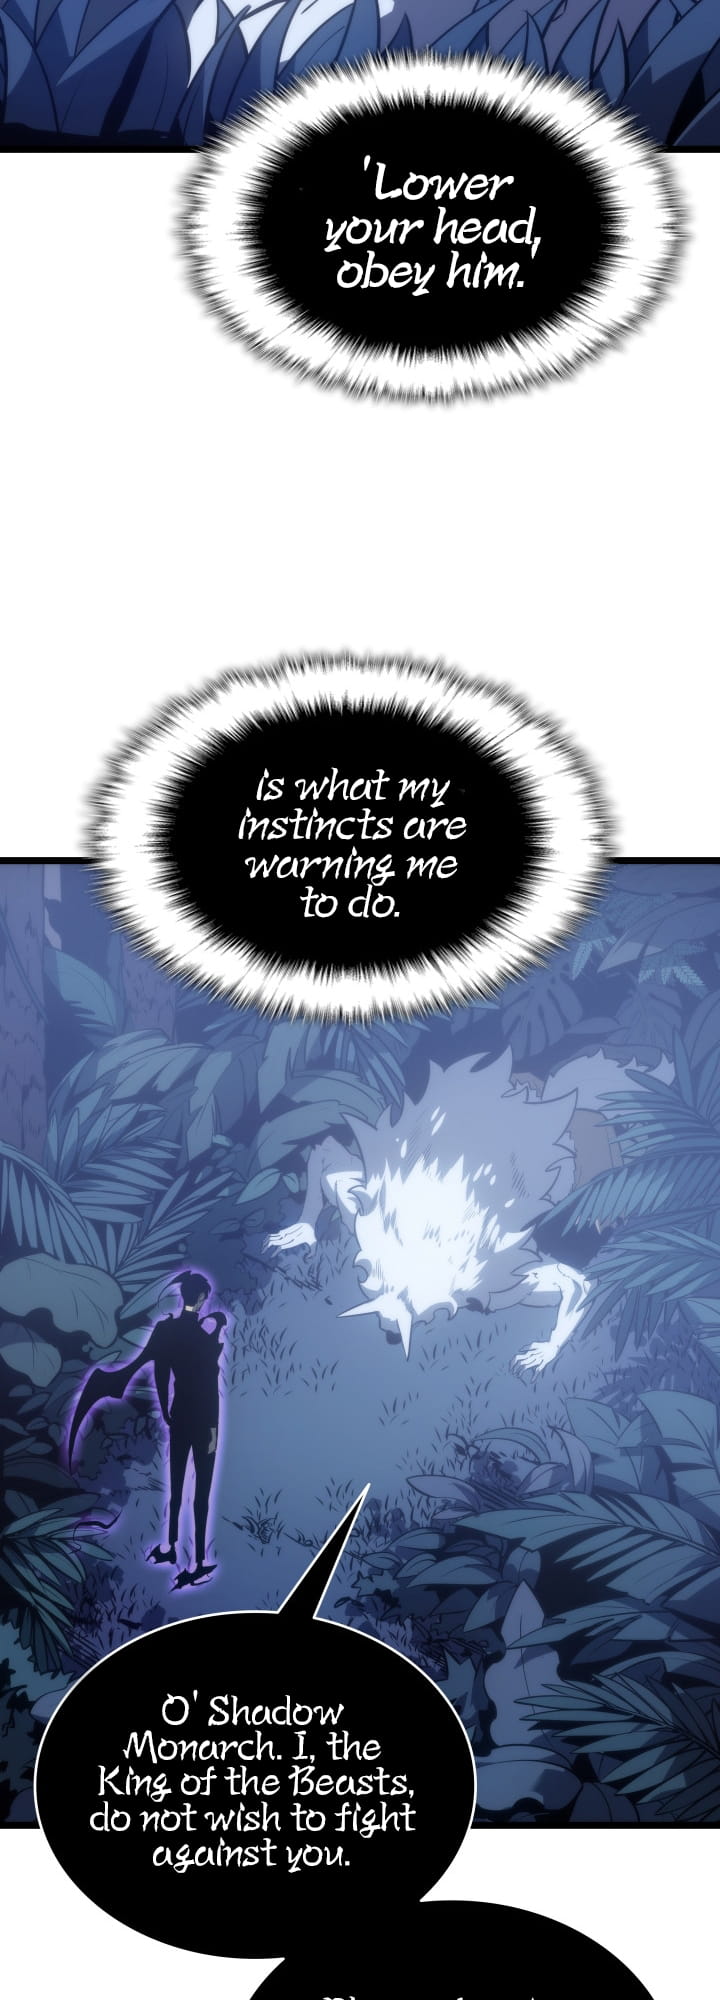 'Lower
your head,
obey him.'
is what my
instincts are
warning me
to do.
O' Shadow
Monarch. I, the
King of the Beasts,
do not wish to fight
against you.